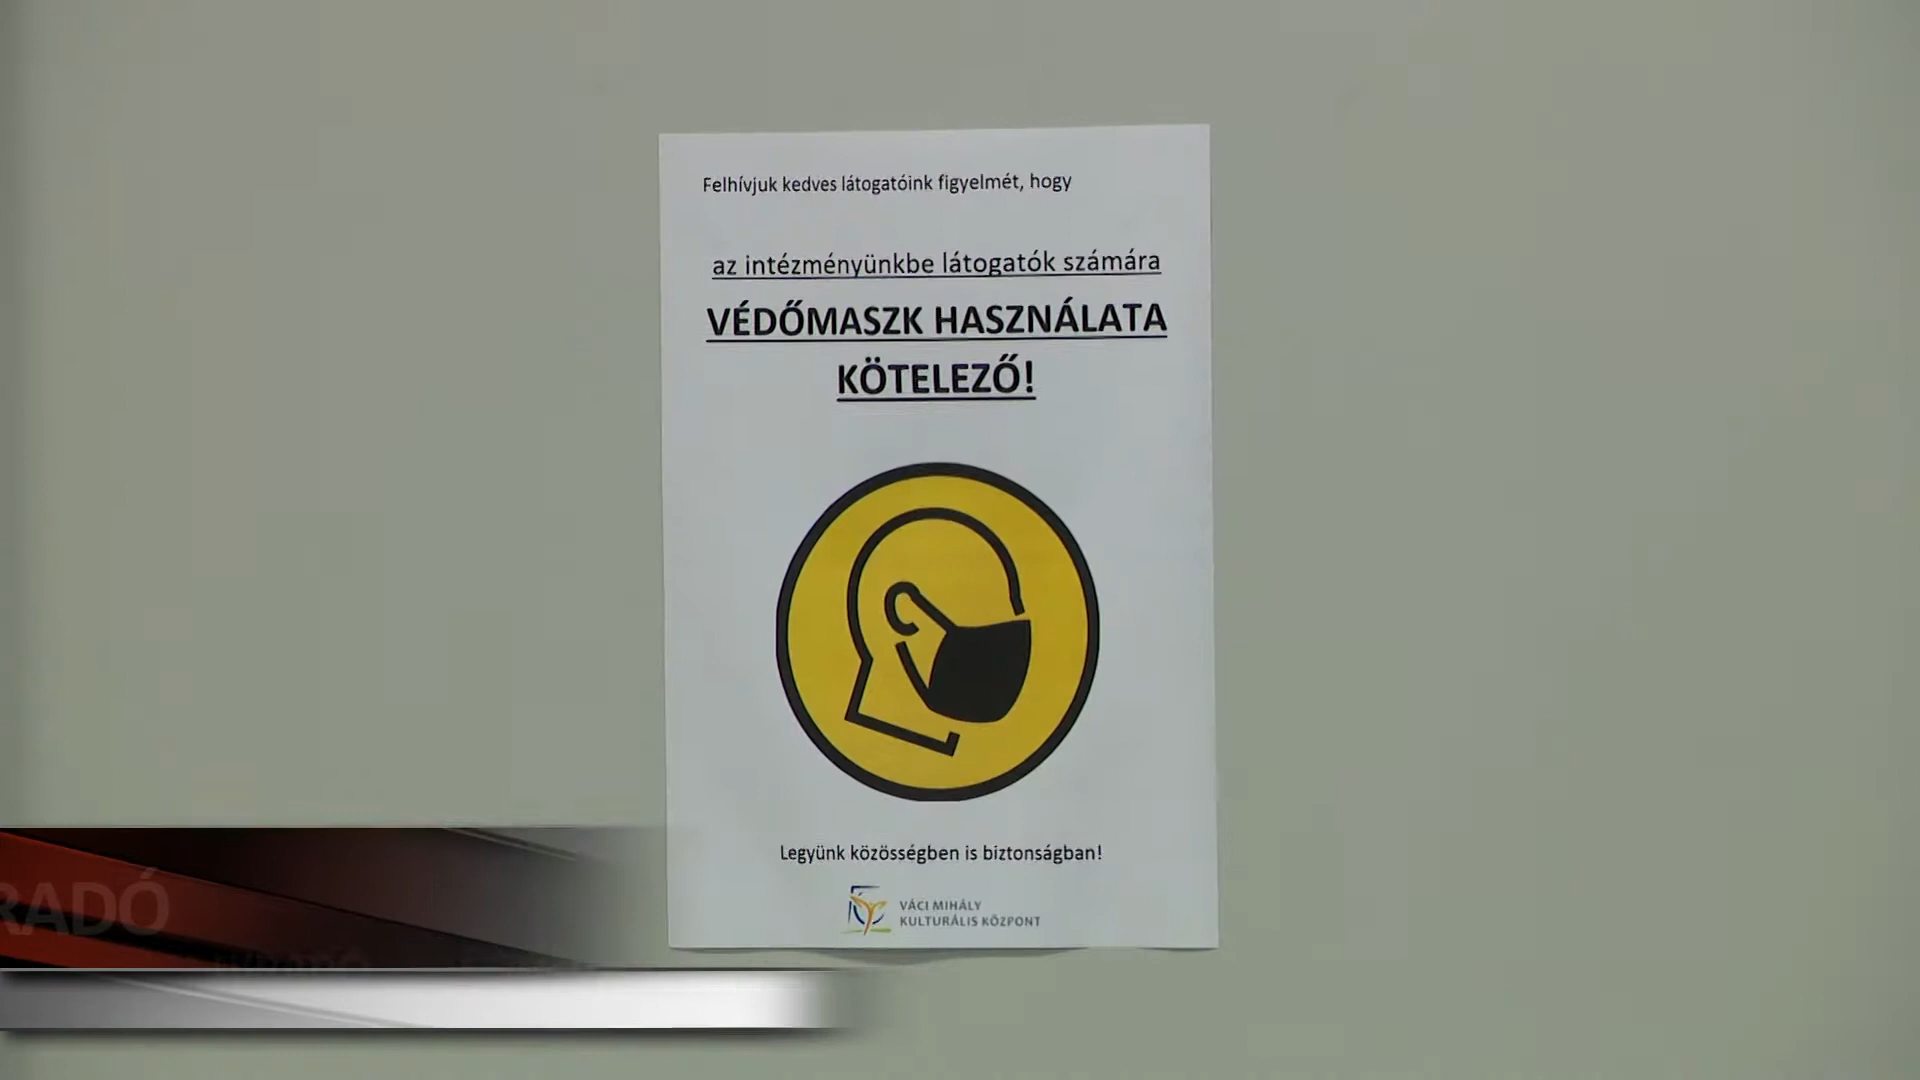 Felhívjuk kedves látogatóink figyelmét, hogy
az intézményünkbe látogatók számára
VÉDŐMASZK HASZNÁLATA
KÖTELEZŐ!
Legyünk közösségben is biztonságban!
VÁCI MIHÁLY
KULTURÁLIS KÖZPONT
RADÓ